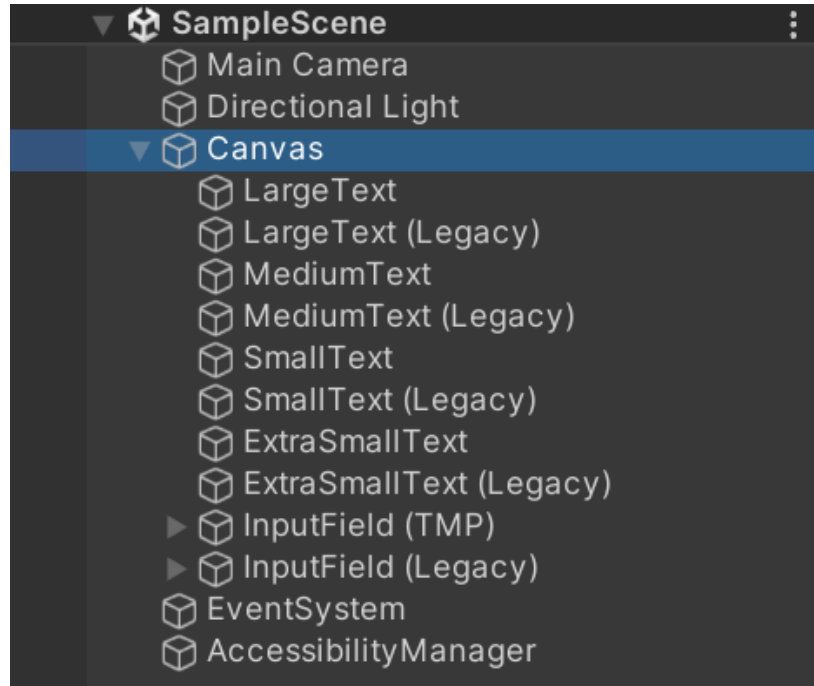 SampleScene
Main Camera
Directional Light
Canvas
LargeText
LargeText (Legacy)
MediumText
MediumText (Legacy)
SmallText
SmallText (Legacy)
ExtraSmallText
ExtraSmallText (Legacy)
InputField (TMP)
InputField (Legacy)
EventSystem
AccessibilityManager